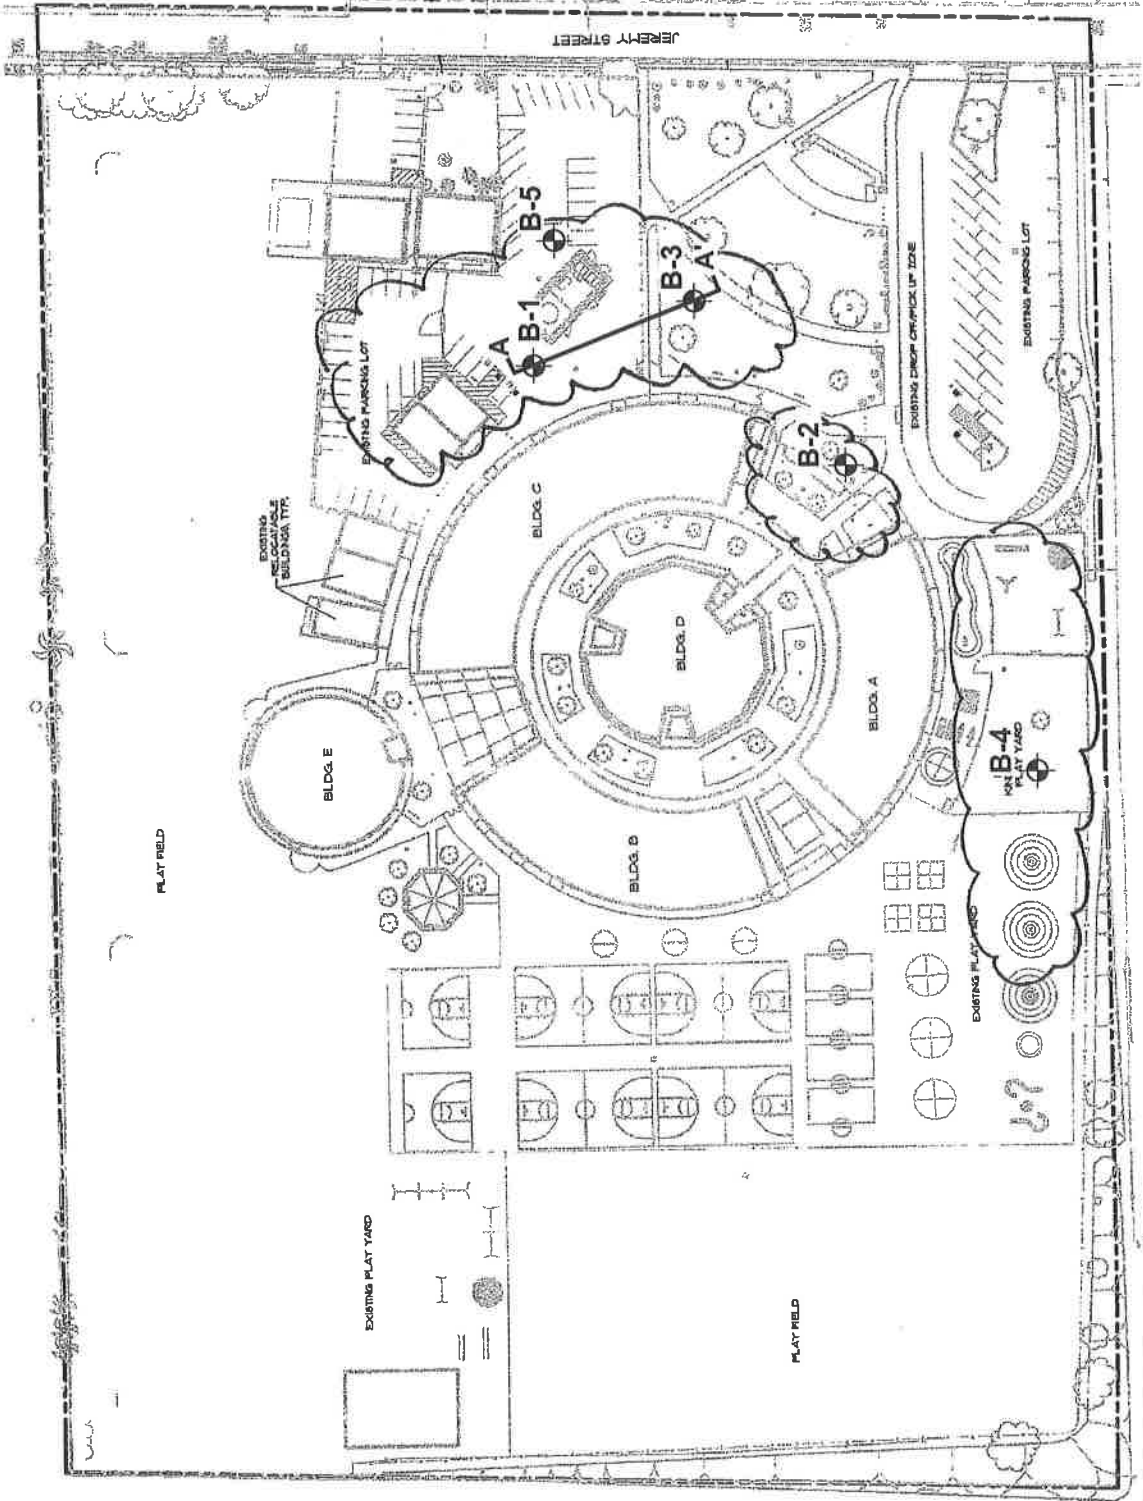 JEREMY STREET
B-5
B-3
A'
B-1
A
EXISTING PARKING LOT
EXISTING DROP OFF/PICK UP ZONE
EXISTING PARKING LOT
B-2
BLDG. C
EXISTING
RELOCATABLE
BUILDINGS, TYP.
BLDG. D
BLDG. A
BLDG. E
B-4
KN
PLAY YARD
BLDG. B
PLAY FIELD
EXISTING PLAY YARD
EXISTING PLAY YARD
PLAY FIELD